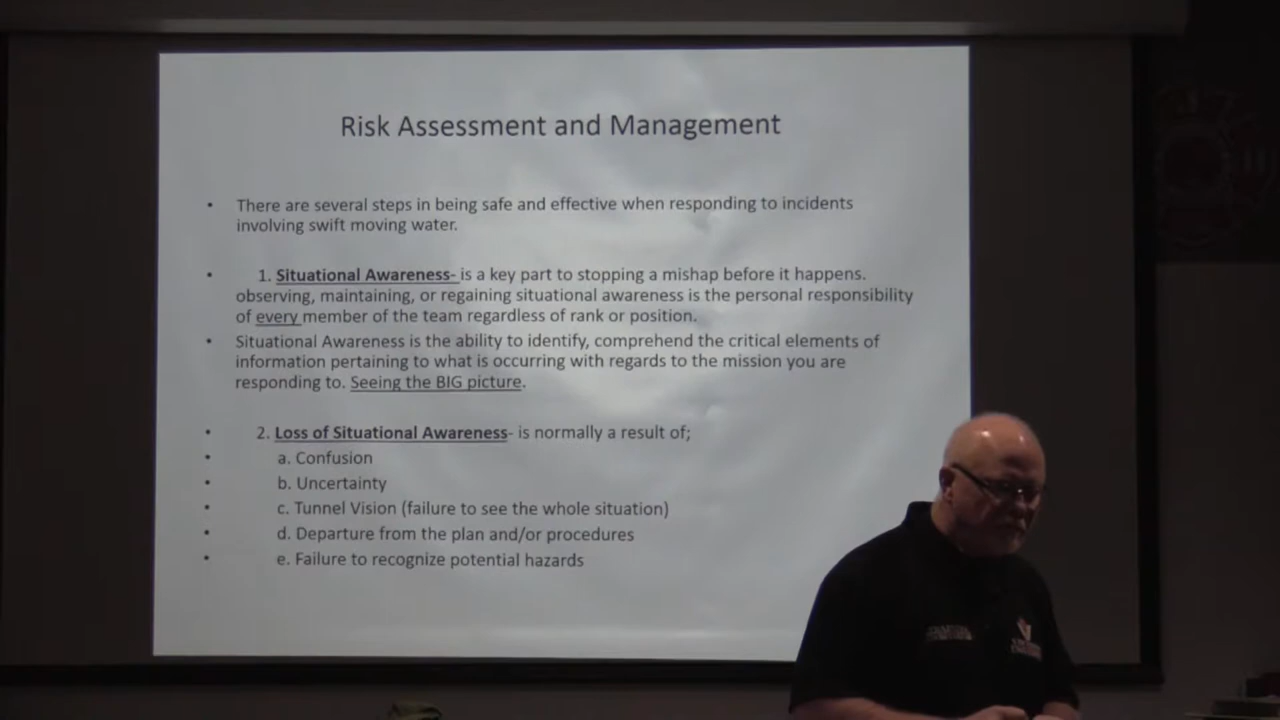 Risk Assessment and Management
• There are several steps in being safe and effective when responding to incidents
involving swift moving water.
• 1. Situational Awareness- is a key part to stopping a mishap before it happens.
observing, maintaining, or regaining situational awareness is the personal responsibility
of every member of the team regardless of rank or position.
• Situational Awareness is the ability to identify, comprehend the critical elements of
information pertaining to what is occurring with regards to the mission you are
responding to. Seeing the BIG picture.
• 2. Loss of Situational Awareness- is normally a result of;
• a. Confusion
• b. Uncertainty
• c. Tunnel Vision (failure to see the whole situation)
• d. Departure from the plan and/or procedures
• e. Failure to recognize potential hazards